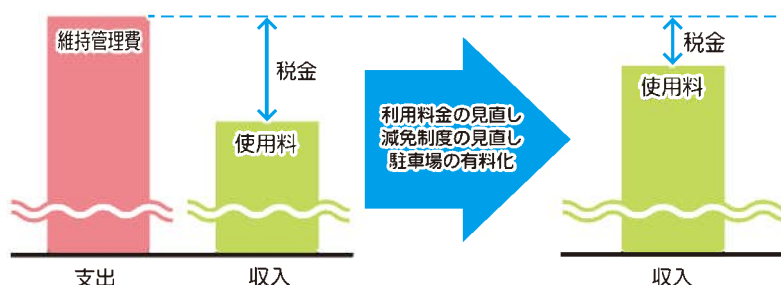 維持管理費
税金
使用料
支出
収入
利用料金の見直し
減免制度の見直し
駐車場の有料化
税金
使用料
収入